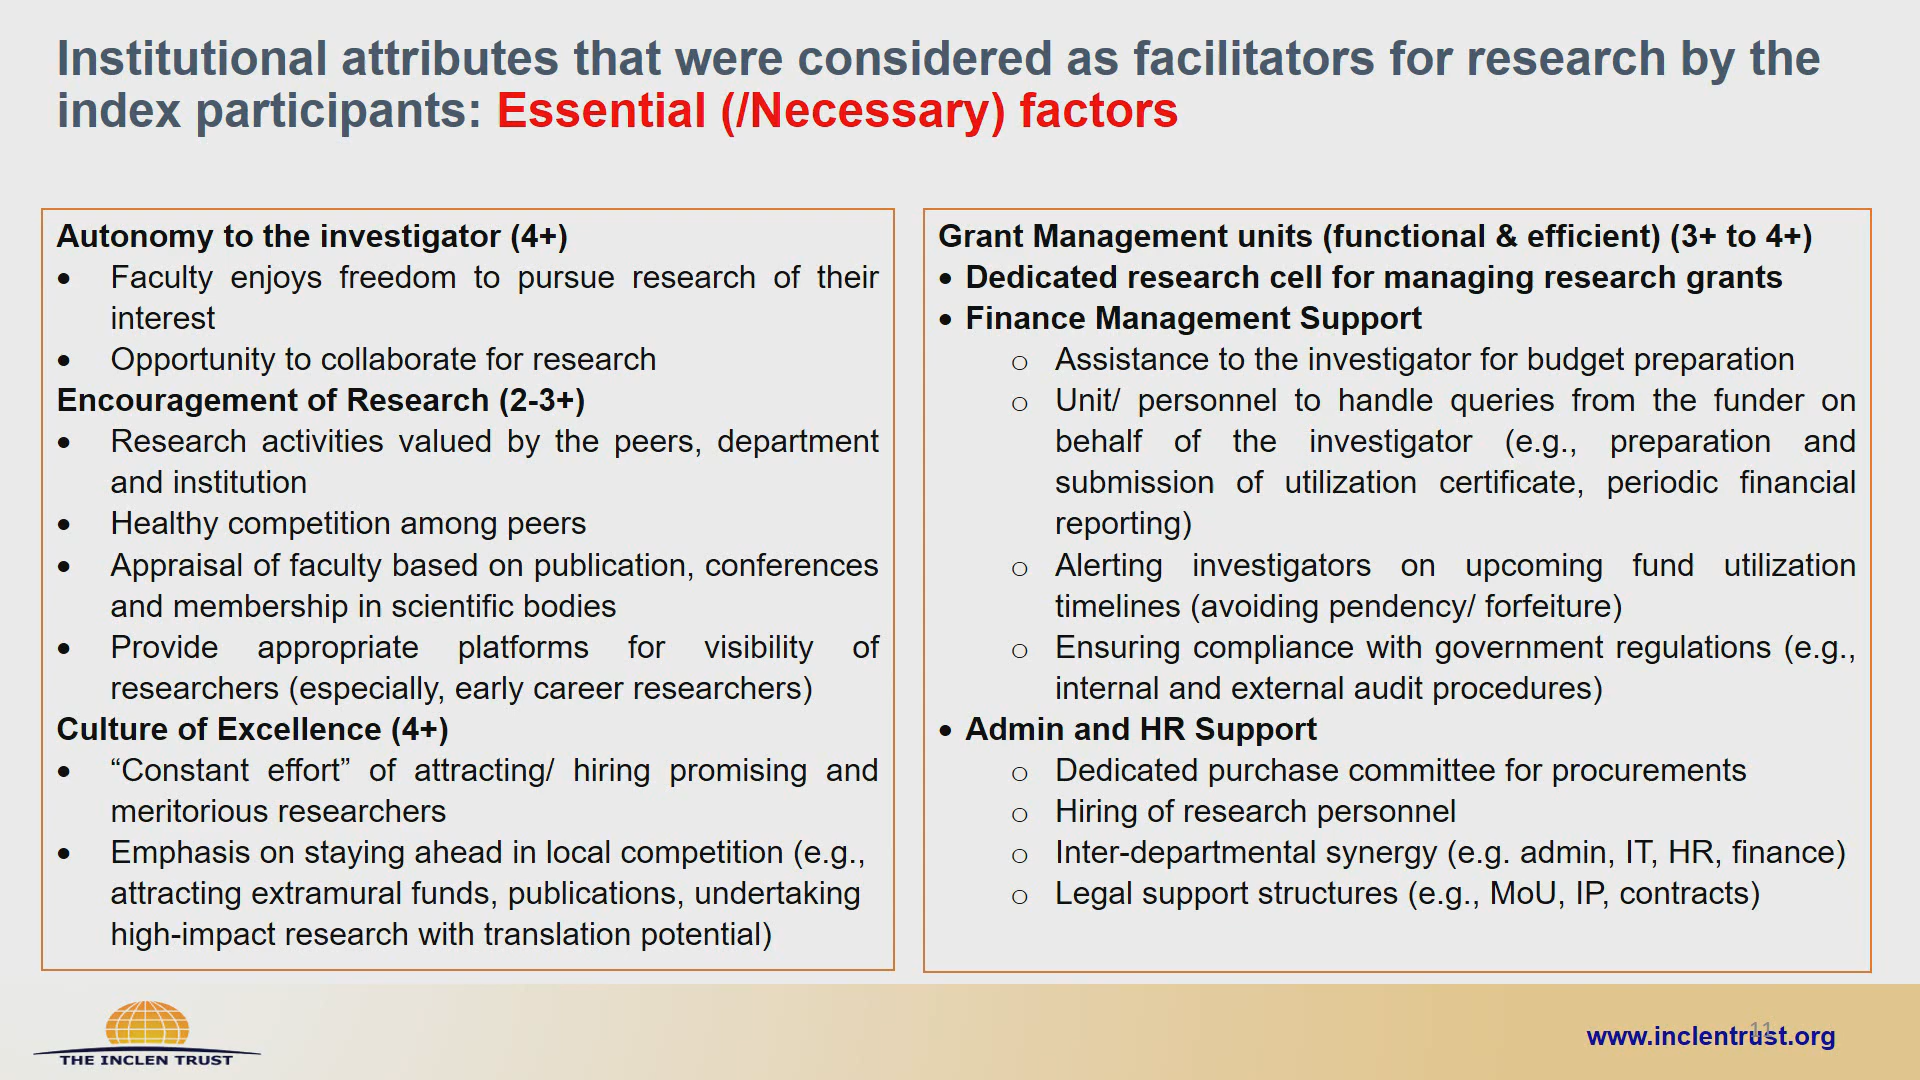 Institutional attributes that were considered as facilitators for research by the
index participants: Essential (/Necessary) factors
Autonomy to the investigator (4+)
• Faculty enjoys freedom to pursue research of their
interest
• Opportunity to collaborate for research
Encouragement of Research (2-3+)
• Research activities valued by the peers, department
and institution
• Healthy competition among peers
• Appraisal of faculty based on publication, conferences
and membership in scientific bodies
• Provide appropriate platforms for visibility of
researchers (especially, early career researchers)
Culture of Excellence (4+)
• “Constant effort” of attracting/ hiring promising and
meritorious researchers
• Emphasis on staying ahead in local competition (e.g.,
attracting extramural funds, publications, undertaking
high-impact research with translation potential)
Grant Management units (functional & efficient) (3+ to 4+)
• Dedicated research cell for managing research grants
• Finance Management Support
o Assistance to the investigator for budget preparation
o Unit/ personnel to handle queries from the funder on
behalf of the investigator (e.g., preparation and
submission of utilization certificate, periodic financial
reporting)
o Alerting investigators on upcoming fund utilization
timelines (avoiding pendency/ forfeiture)
o Ensuring compliance with government regulations (e.g.,
internal and external audit procedures)
• Admin and HR Support
o Dedicated purchase committee for procurements
o Hiring of research personnel
o Inter-departmental synergy (e.g. admin, IT, HR, finance)
o Legal support structures (e.g., MoU, IP, contracts)
THE INCLEN TRUST
www.inclentrust.org
11